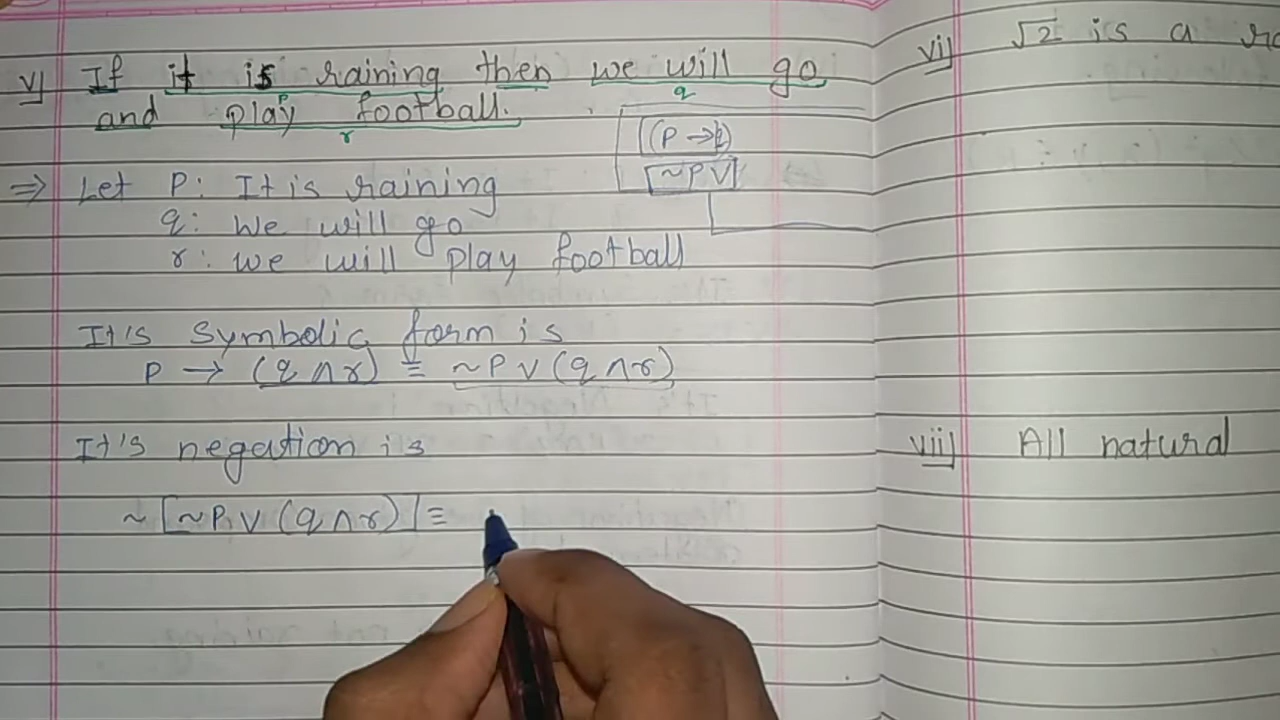 v) If it is raining then we will go
p q
and play football.
r
(P → q)
[~P V]
⇒ Let P: It is raining
q: We will go
r: we will play football
It's Symbolic form is
P → (q ∧ r) ≡ ~P ∨ (q ∧ r)
It's negation is
~[~P ∨ (q ∧ r)] ≡
vi) √2 is a
vii) All natural